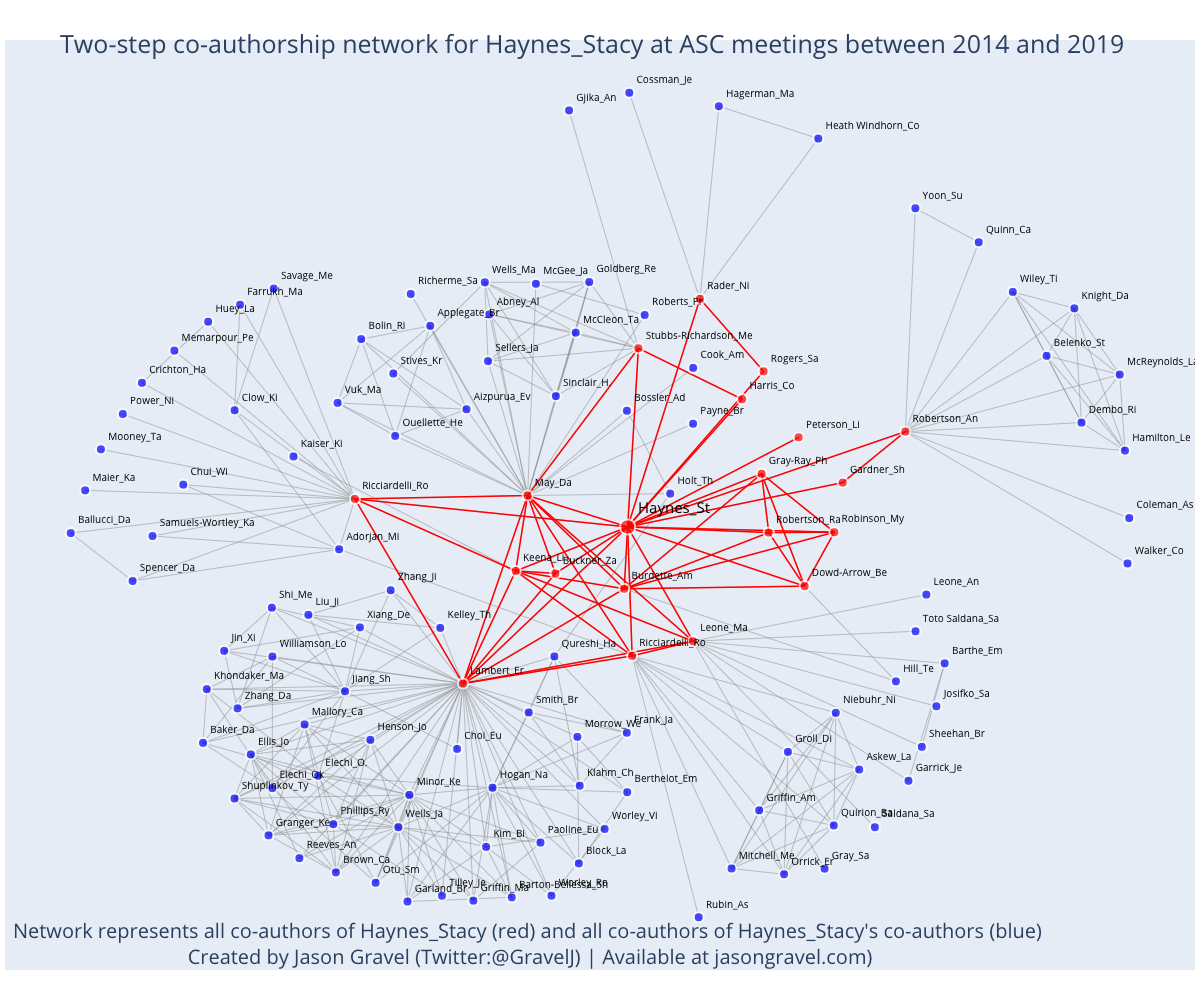 Two-step co-authorship network for Haynes_Stacy at ASC meetings between 2014 and 2019
Cossman_Je
Gjika_An
Hagerman_Ma
Heath Windhorn_Co
Yoon_Su
Quinn_Ca
Savage_Me
Wells_Ma
McGee_Ja
Goldberg_Re
Richerme_Sa
Wiley_Ti
Rader_Ni
Farrukh_Ma
Abney_Al
Knight_Da
Huey_La
Applegate_Br
McCleon_Ta
Bolin_Ri
Stubbs-Richardson_Me
Memarpour_Pe
Sellers_Ja
Cook_Am
Belenko_St
Rogers_Sa
Stives_Kr
McReynolds_La
Crichton_Ha
Sinclair_H.
Harris_Co
Vuk_Ma
Aizpurua_Ev
Power_Ni
Clow_Ki
Bossler_Ad
Payne_Br
Dembo_Ri
Robertson_An
Ouellette_He
Peterson_Li
Mooney_Ta
Kaiser_Ki
Hamilton_Le
Gray-Ray_Ph
Chui_Wi
Gardner_Sh
Maier_Ka
Ricciardelli_Ro
May_Da
Holt_Th
Haynes_St
Coleman_As
Ballucci_Da
Samuels-Wortley_Ka
Robertson_Ra
Robinson_My
Adorjan_Mi
Keena_Li
Buckner_Za
Walker_Co
Spencer_Da
Zhang_Ji
Burdette_Am
Dowd-Arrow_Be
Leone_An
Shi_Me
Liu_Ji
Xiang_De
Kelley_Th
Leone_Ma
Toto Saldana_Sa
Jin_Xi
Williamson_Lo
Qureshi_Ha
Ricciardelli_Ro
Barthe_Em
Khondaker_Ma
Jiang_Sh
Lambert_Er
Hill_Te
Zhang_Da
Smith_Br
Niebuhr_Ni
Josifko_Sa
Mallory_Ca
Baker_Da
Henson_Jo
Morrow_We
Frank_Ja
Sheehan_Br
Ellis_Jo
Choi_Eu
Groll_Di
Askew_La
Elechi_O.
Elechi_Ok
Garrick_Je
Shuplinkov_Ty
Minor_Ke
Hogan_Na
Klahm_Ch
Berthelot_Em
Griffin_Am
Granger_Ke
Phillips_Ry
Wells_Ja
Worley_Vi
Quirion_Ba
Saldana_Sa
Reeves_An
Kim_Bi
Paoline_Eu
Brown_Ca
Block_La
Mitchell_Me
Orrick_Er
Gray_Sa
Otu_Sm
Garland_Br
Tilley_Je
Griffin_Ma
Barton-Bellessa_Sh
Worley_Ro
Rubin_As
Network represents all co-authors of Haynes_Stacy (red) and all co-authors of Haynes_Stacy's co-authors (blue)
Created by Jason Gravel (Twitter:@GravelJ) | Available at jasongravel.com)